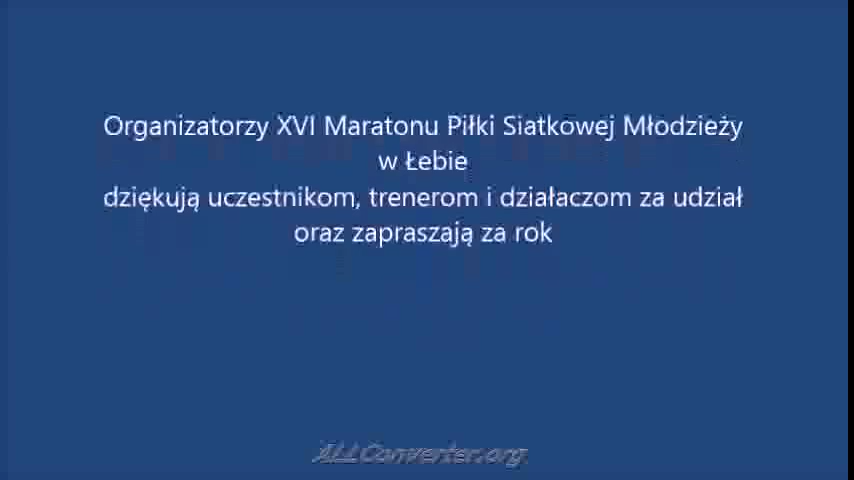 Organizatorzy XVI Maratonu Piłki Siatkowej Młodzieży
w Łebie
dziękują uczestnikom, trenerom i działaczom za udział
oraz zapraszają za rok
ALLConverter.org